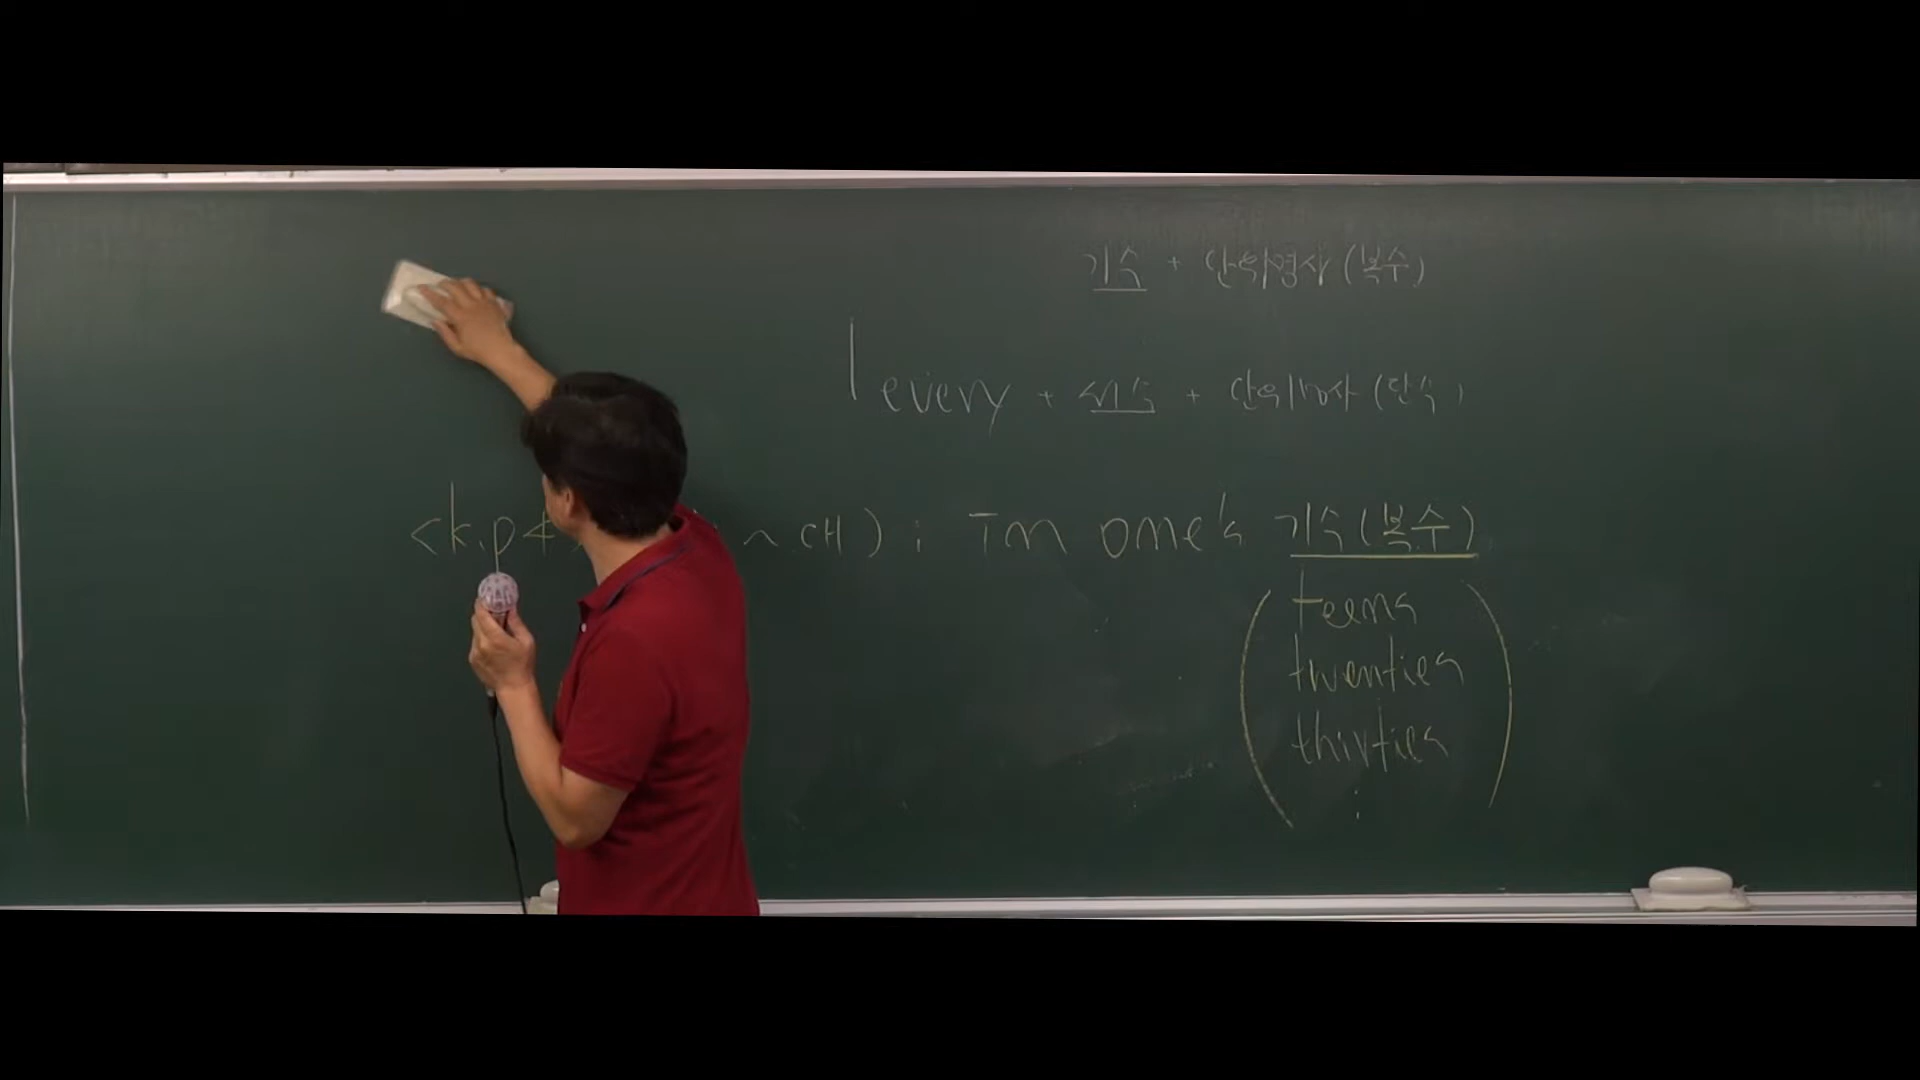 기수 + 단위명사 (복수)
every + 서수 + 단위명사 (단수)
<k.p4 ~대) ; In one's 기수 (복수)
teens
twenties
thirties